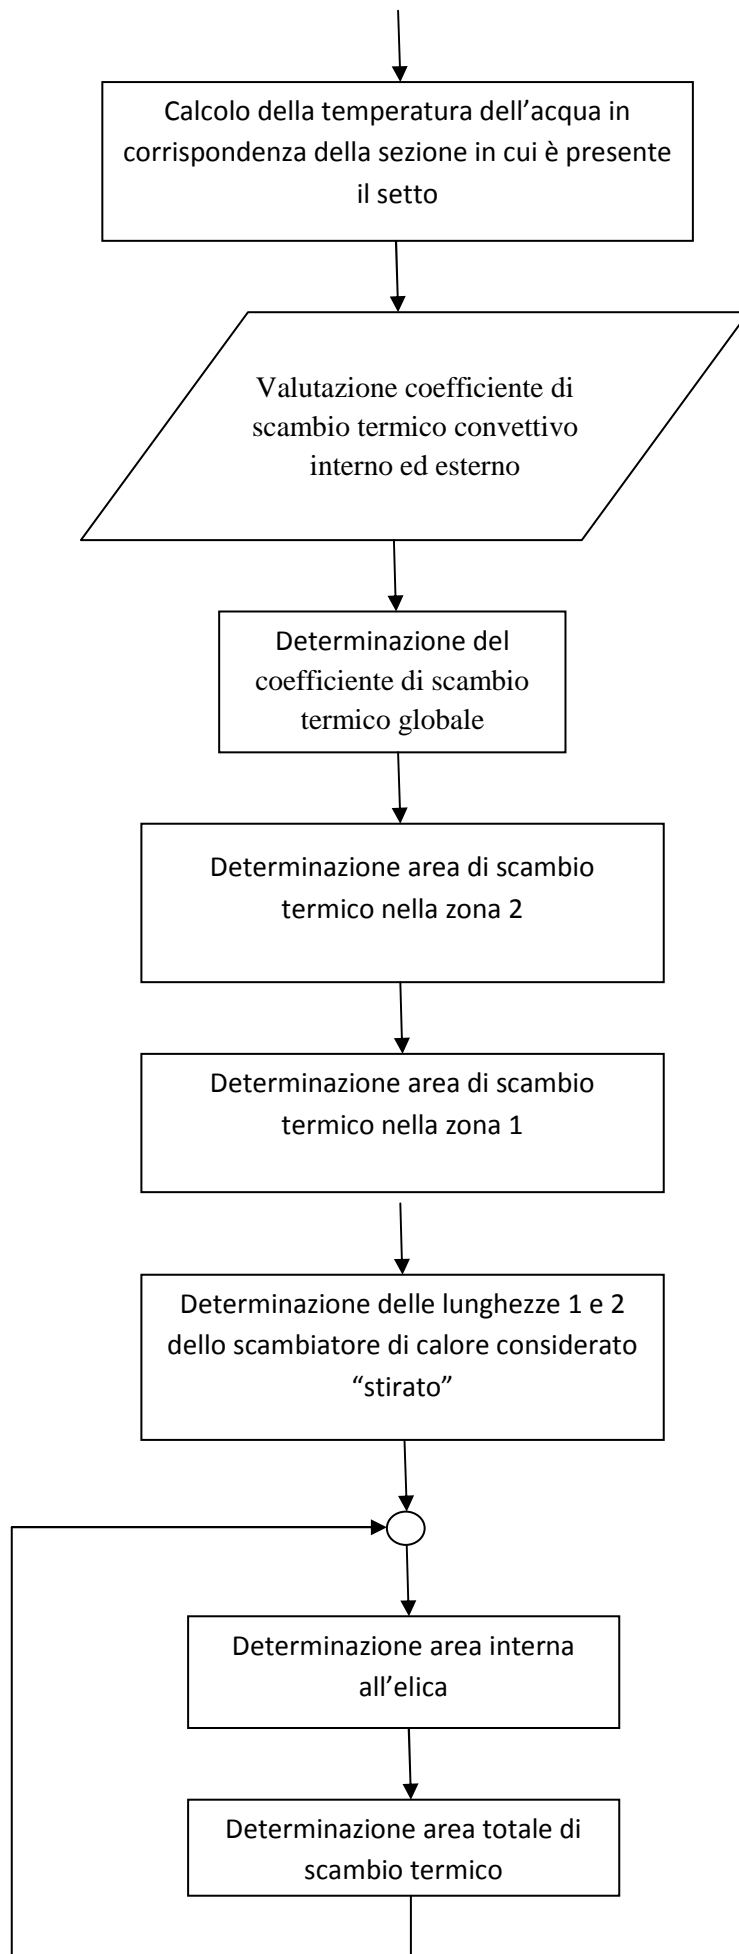 Calcolo della temperatura dell’acqua in
corrispondenza della sezione in cui è presente
il setto
Valutazione coefficiente di
scambio termico convettivo
interno ed esterno
Determinazione del
coefficiente di scambio
termico globale
Determinazione area di scambio
termico nella zona 2
Determinazione area di scambio
termico nella zona 1
Determinazione delle lunghezze 1 e 2
dello scambiatore di calore considerato
“stirato”
Determinazione area interna
all’elica
Determinazione area totale di
scambio termico